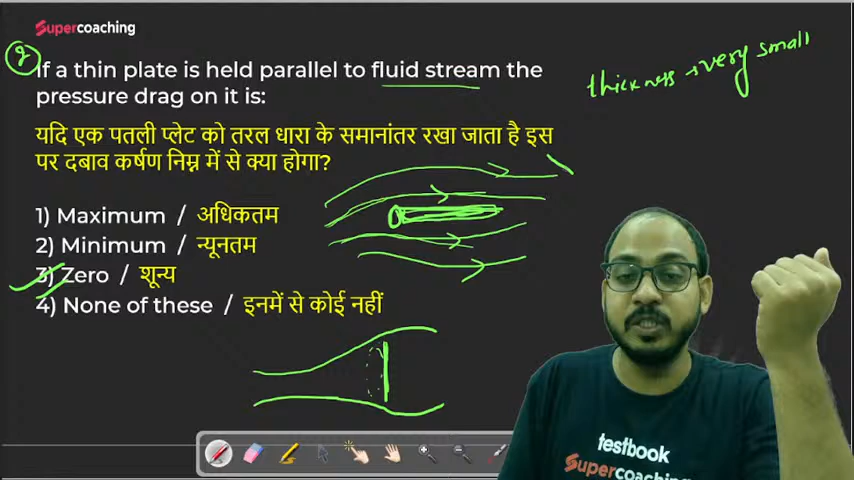 Supercoaching
If a thin plate is held parallel to fluid stream the
pressure drag on it is:
thickness → very small
यदि एक पतली प्लेट को तरल धारा के समानांतर रखा जाता है इस
पर दबाव कर्षण निम्न में से क्या होगा?
1) Maximum / अधिकतम
2) Minimum / न्यूनतम
3) Zero / शून्य
4) None of these / इनमें से कोई नहीं
testbook
Supercoaching